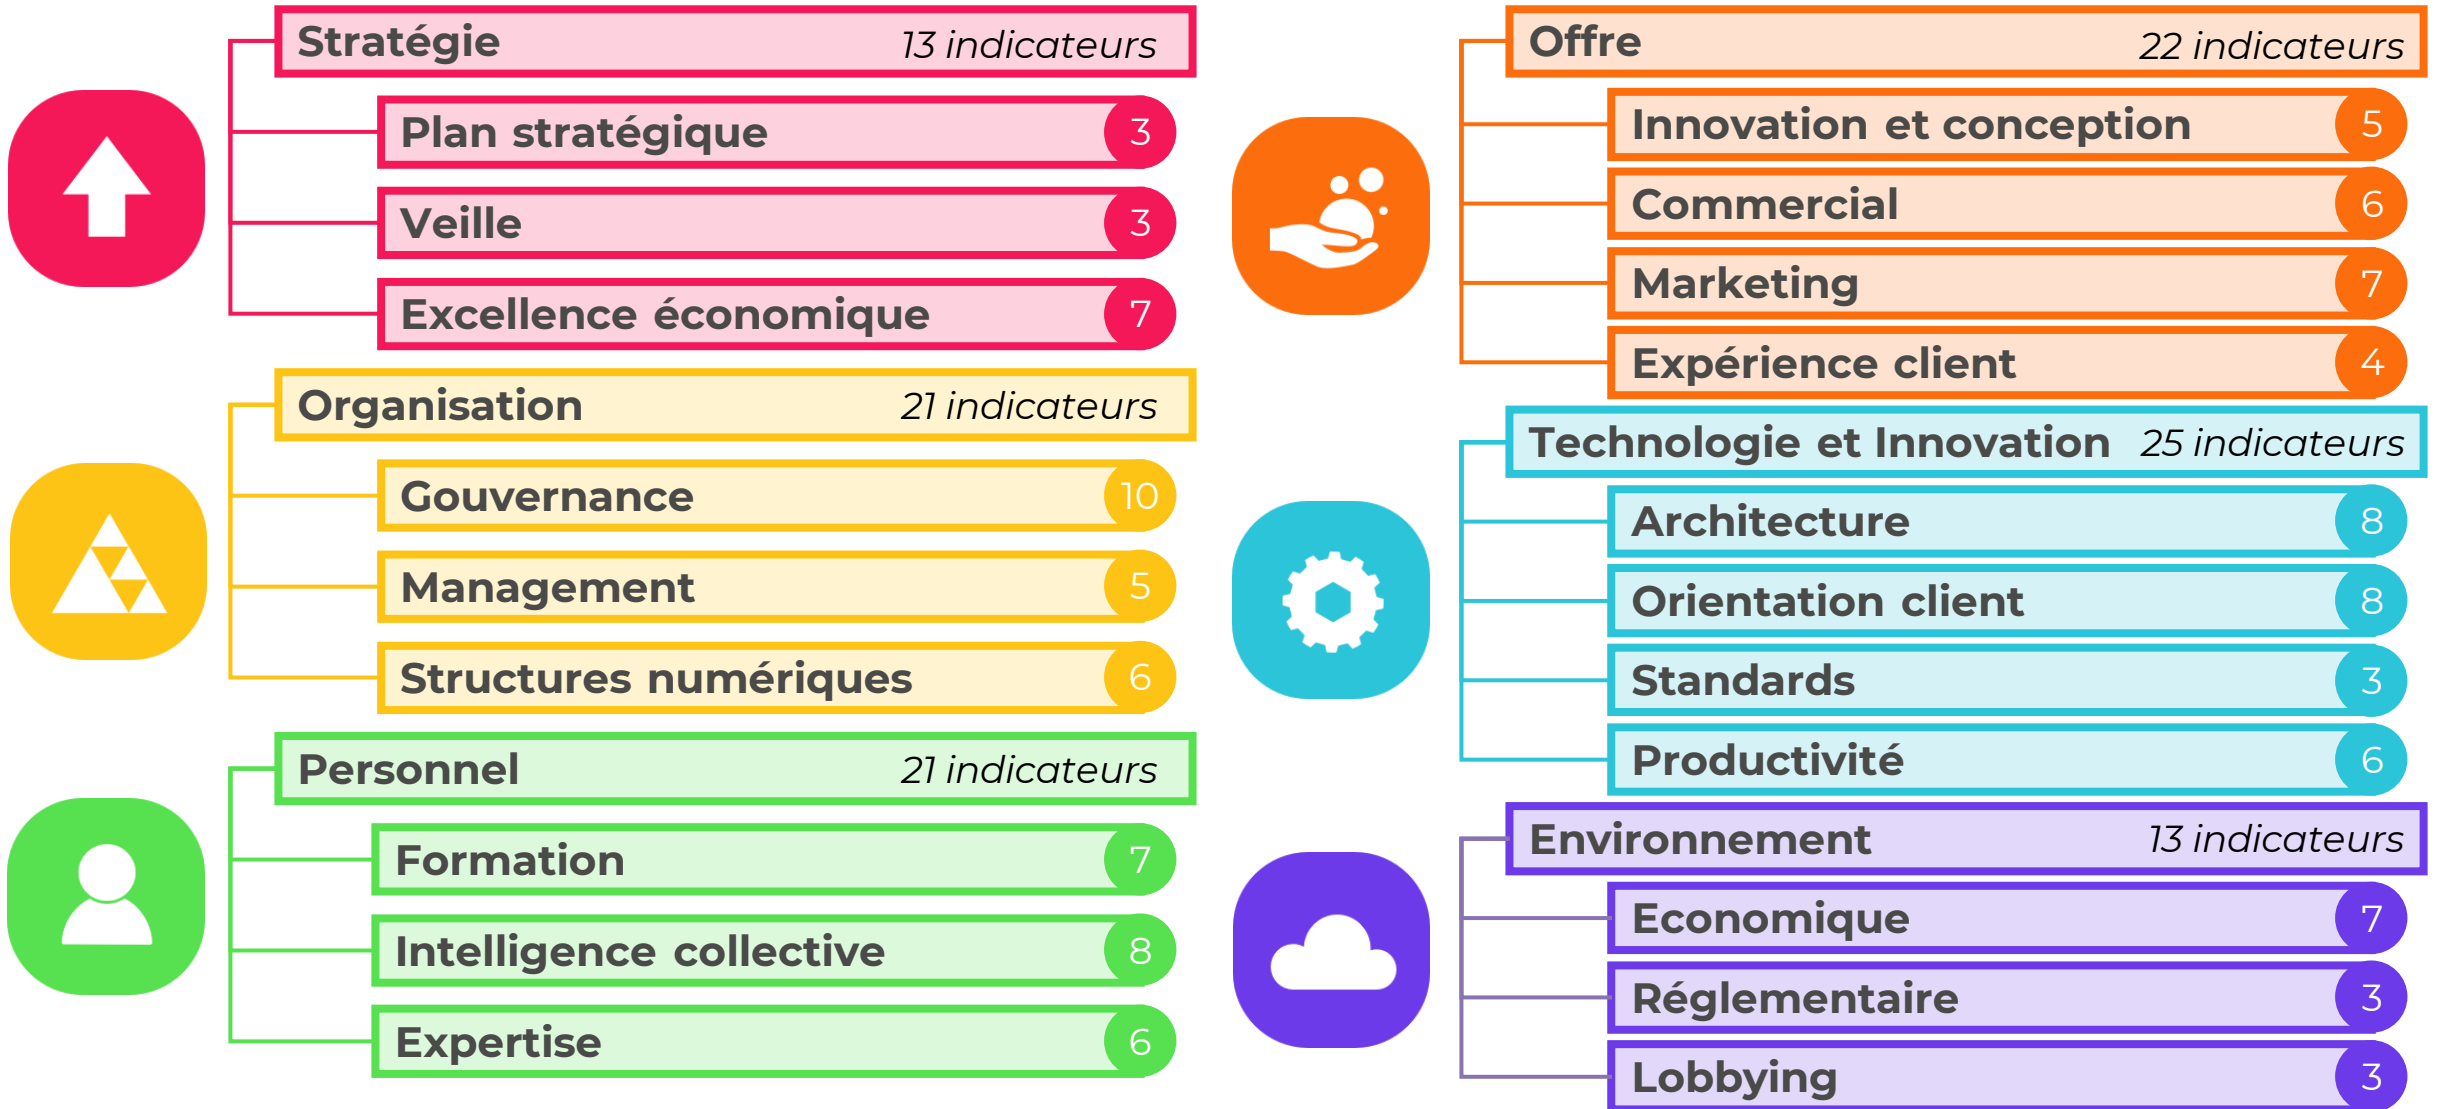 Stratégie 13 indicateurs
Plan stratégique 3
Veille 3
Excellence économique 7
Organisation 21 indicateurs
Gouvernance 10
Management 5
Structures numériques 6
Personnel 21 indicateurs
Formation 7
Intelligence collective 8
Expertise 6
Offre 22 indicateurs
Innovation et conception 5
Commercial 6
Marketing 7
Expérience client 4
Technologie et Innovation 25 indicateurs
Architecture 8
Orientation client 8
Standards 3
Productivité 6
Environnement 13 indicateurs
Economique 7
Réglementaire 3
Lobbying 3